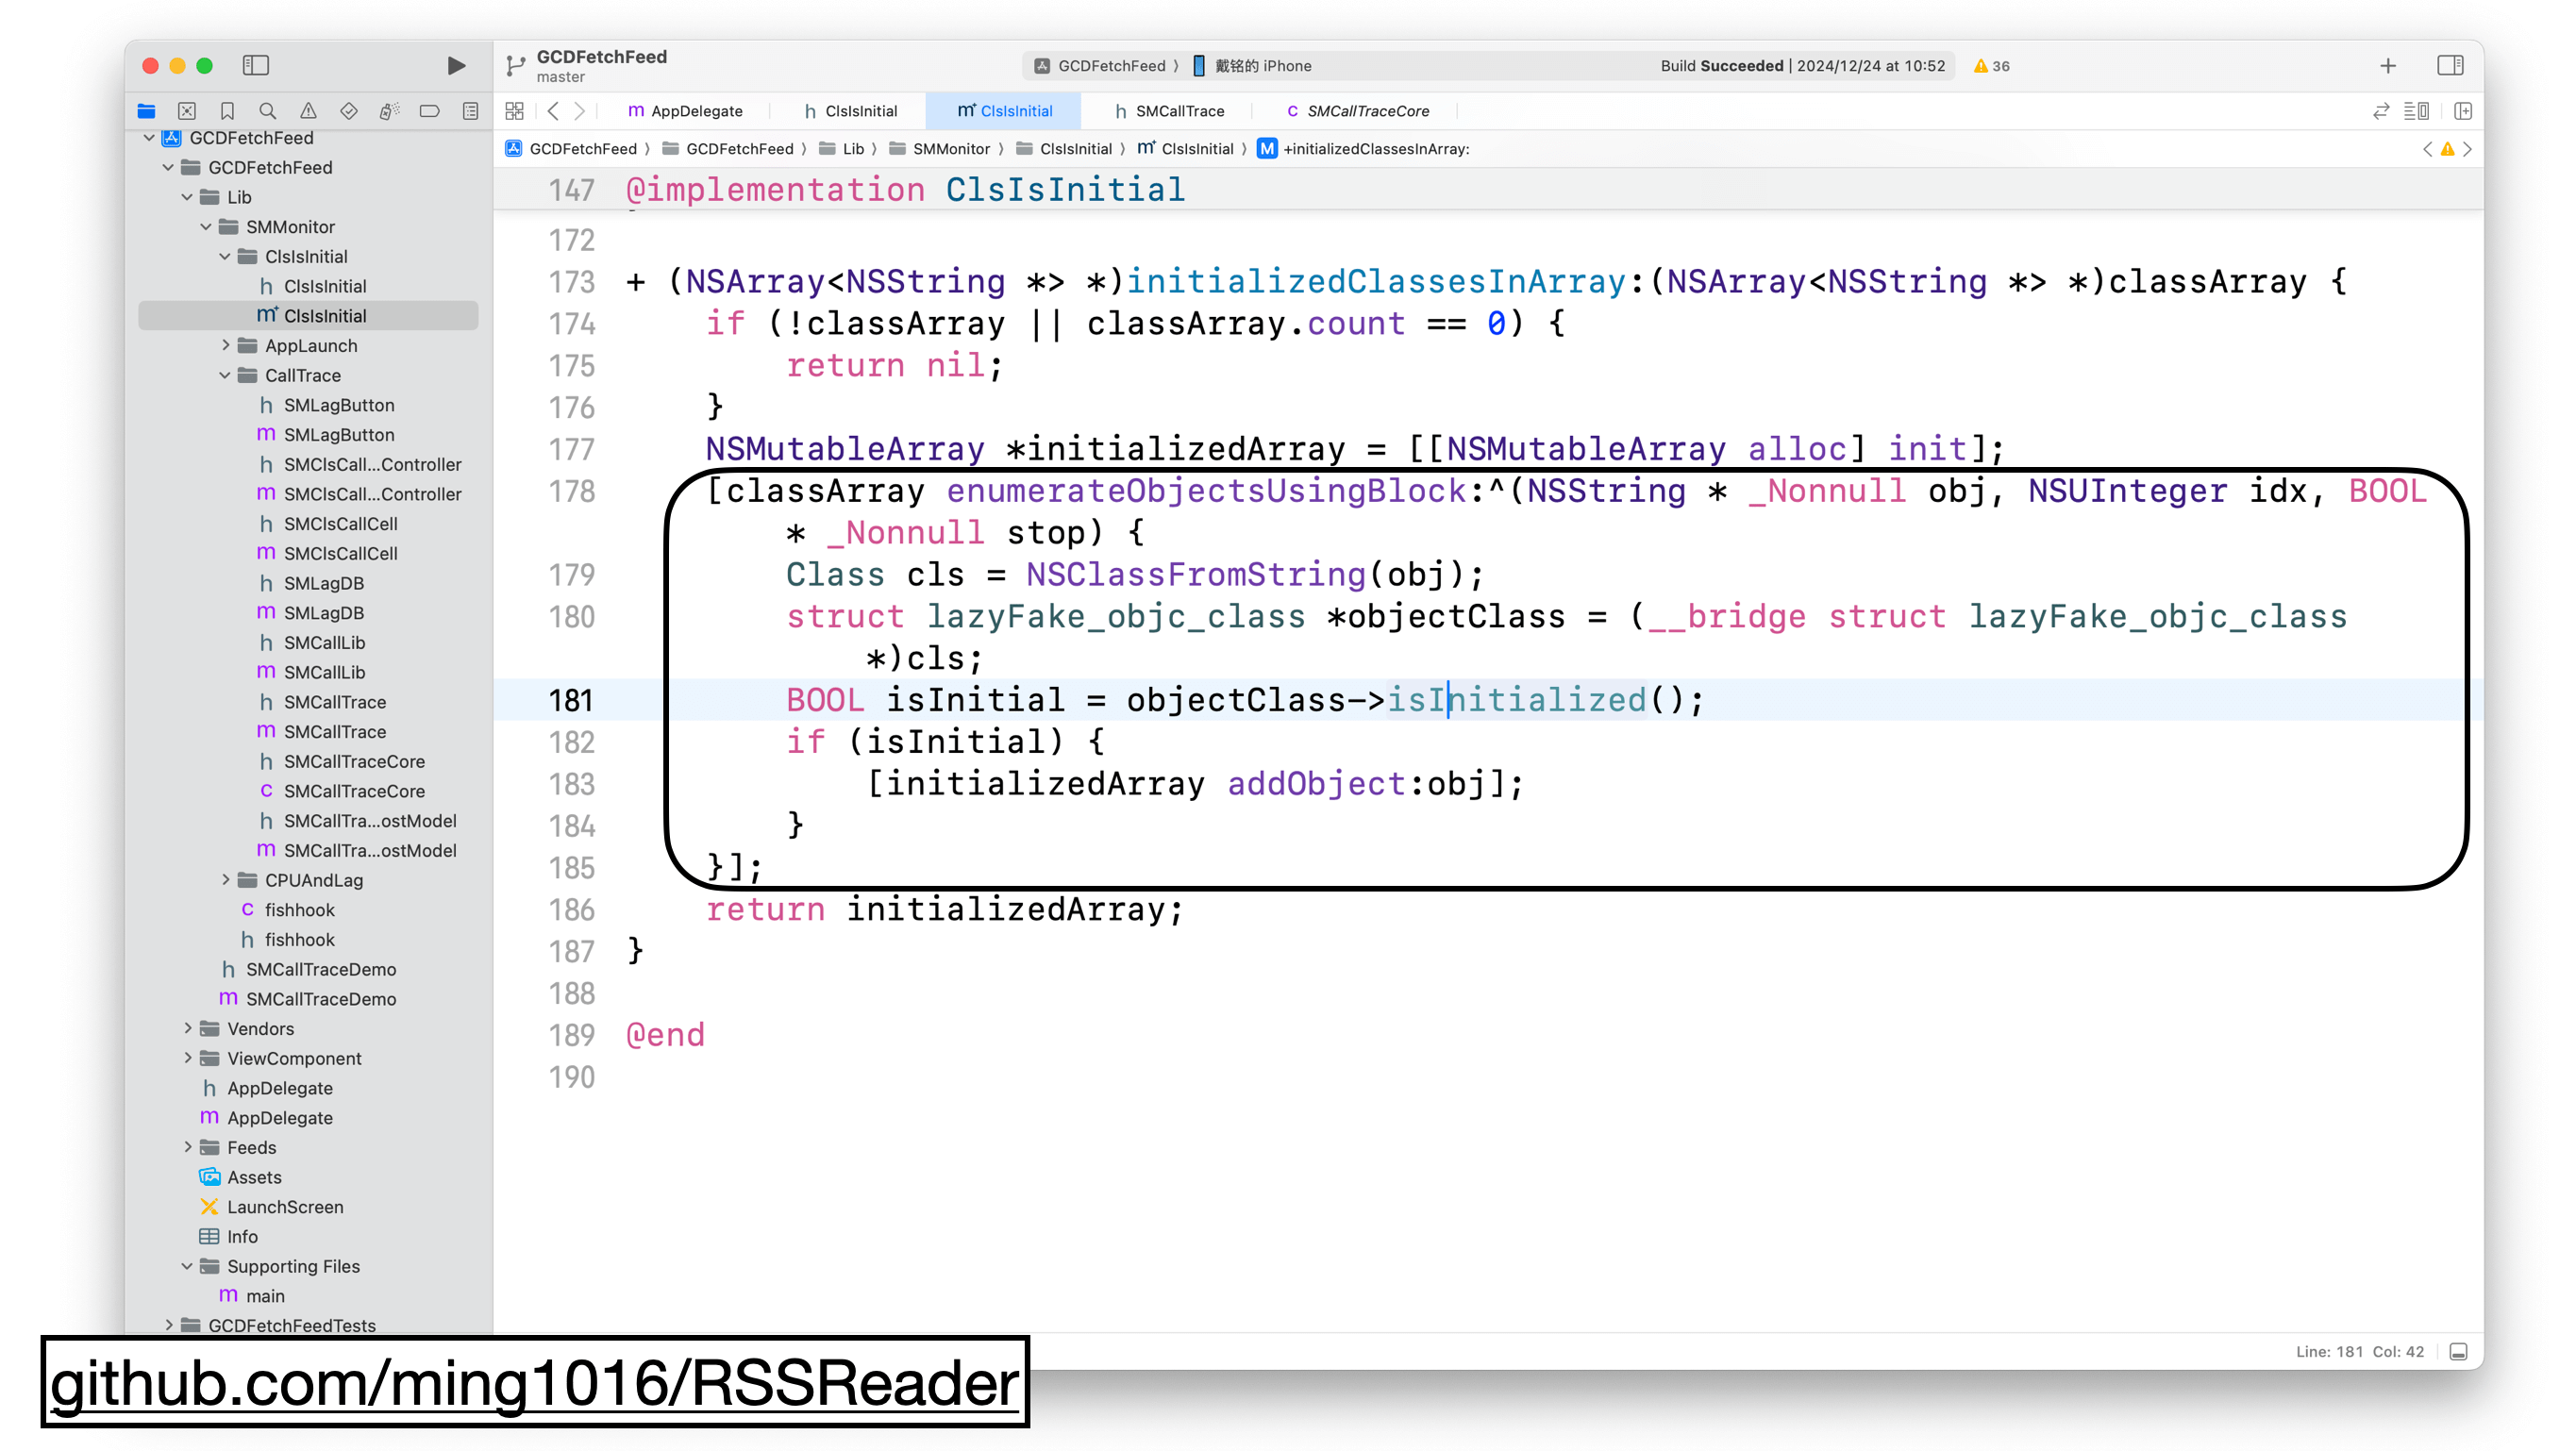 GCDFetchFeed
master
GCDFetchFeed 〉 戴铭的 iPhone
Build Succeeded | 2024/12/24 at 10:52
36
m AppDelegate
h ClsIsInitial
m ClsIsInitial
h SMCallTrace
C SMCallTraceCore
GCDFetchFeed 〉 GCDFetchFeed 〉 Lib 〉 SMMonitor 〉 ClsIsInitial 〉 m ClsIsInitial 〉 M +initializedClassesInArray:
GCDFetchFeed
GCDFetchFeed
Lib
SMMonitor
ClsIsInitial
h ClsIsInitial
m ClsIsInitial
AppLaunch
CallTrace
h SMLagButton
m SMLagButton
h SMClsCall...Controller
m SMClsCall...Controller
h SMClsCallCell
m SMClsCallCell
h SMLagDB
m SMLagDB
h SMCallLib
m SMCallLib
h SMCallTrace
m SMCallTrace
h SMCallTraceCore
C SMCallTraceCore
h SMCallTra...ostModel
m SMCallTra...ostModel
CPUAndLag
C fishhook
h fishhook
h SMCallTraceDemo
m SMCallTraceDemo
Vendors
ViewComponent
h AppDelegate
m AppDelegate
Feeds
Assets
LaunchScreen
Info
Supporting Files
m main
GCDFetchFeedTests
147 @implementation ClsIsInitial
172
173 + (NSArray<NSString *> *)initializedClassesInArray:(NSArray<NSString *> *)classArray {
174 if (!classArray || classArray.count == 0) {
175 return nil;
176 }
177 NSMutableArray *initializedArray = [[NSMutableArray alloc] init];
178 [classArray enumerateObjectsUsingBlock:^(NSString * _Nonnull obj, NSUInteger idx, BOOL
* _Nonnull stop) {
179 Class cls = NSClassFromString(obj);
180 struct lazyFake_objc_class *objectClass = (__bridge struct lazyFake_objc_class
*)cls;
181 BOOL isInitial = objectClass->isInitialized();
182 if (isInitial) {
183 [initializedArray addObject:obj];
184 }
185 }];
186 return initializedArray;
187 }
188
189 @end
190
Line: 181 Col: 42
github.com/ming1016/RSSReader